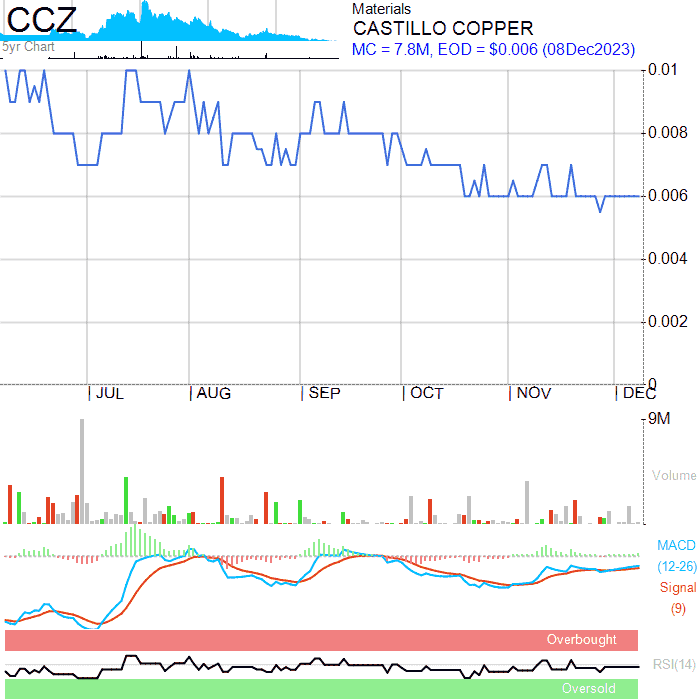 CCZ
5yr Chart
Materials
CASTILLO COPPER
MC = 7.8M, EOD = $0.006 (08Dec2023)
0.01
0.008
0.006
0.004
0.002
0
JUL AUG SEP OCT NOV DEC
9M
Volume
MACD
(12-26)
Signal
(9)
Overbought
RSI(14)
Oversold